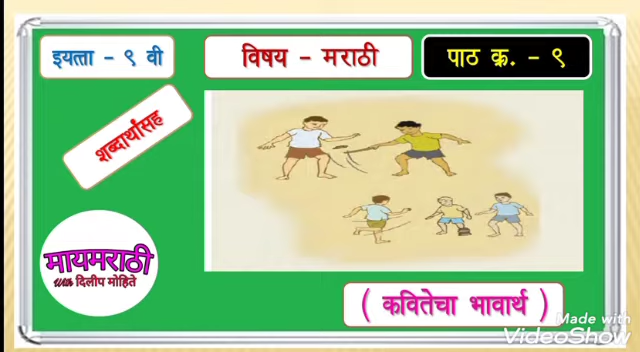 इयत्ता - ९ वी
विषय - मराठी
पाठ क्र. - ९
शब्दार्थासह
मायमराठी
With दिलीप मोहिते
( कवितेचा भावार्थ )
Made with
VideoShow